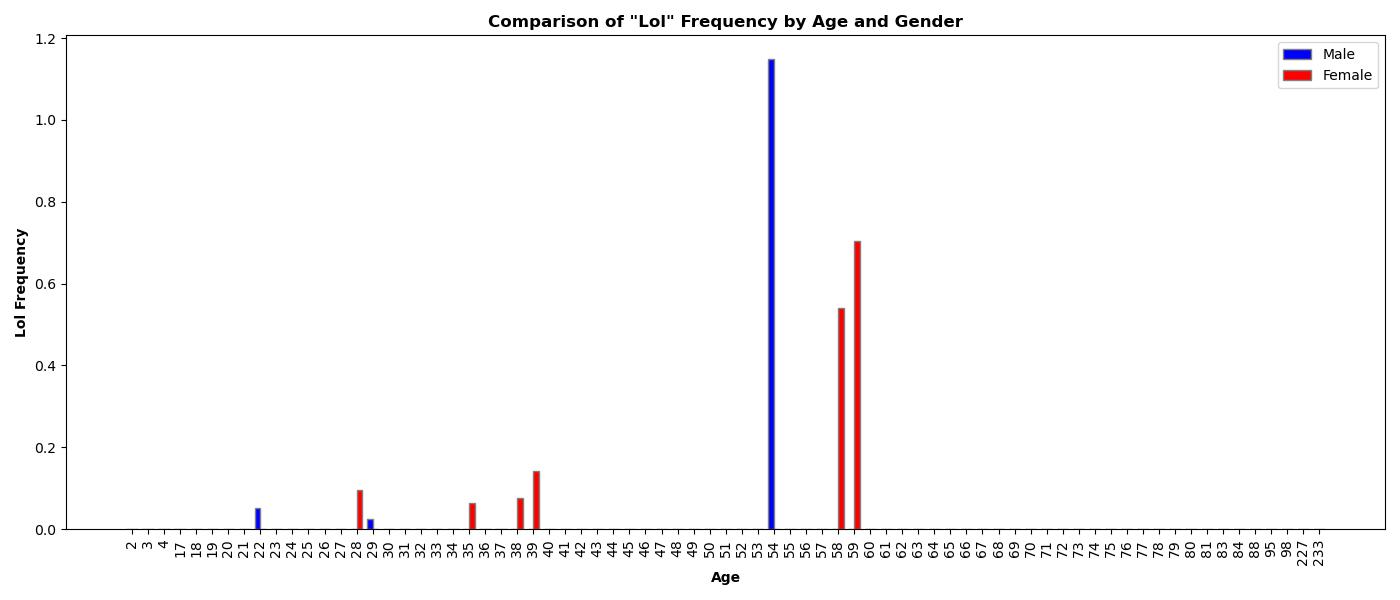 Comparison of "Lol" Frequency by Age and Gender
Male
Female
Lol Frequency
1.2
1.0
0.8
0.6
0.4
0.2
0.0
2 3 4 17 18 19 20 21 22 23 24 25 26 27 28 29 30 31 32 33 34 35 36 37 38 39 40 41 42 43 44 45 46 47 48 49 50 51 52 53 54 55 56 57 58 59 60 61 62 63 64 65 66 67 68 69 70 71 72 73 74 75 76 77 78 79 80 81 83 84 88 95 98 227 233
Age